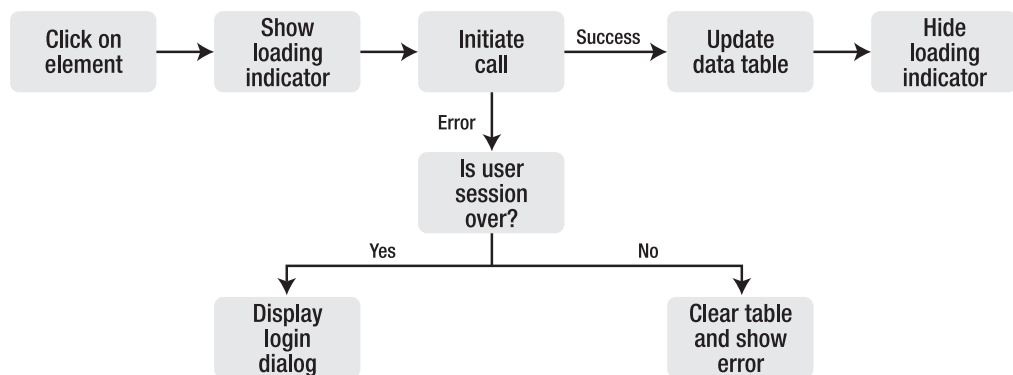 Click on
element
Show
loading
indicator
Initiate
call
Success
Update
data table
Hide
loading
indicator
Error
Is user
session
over?
Yes
No
Display
login
dialog
Clear table
and show
error